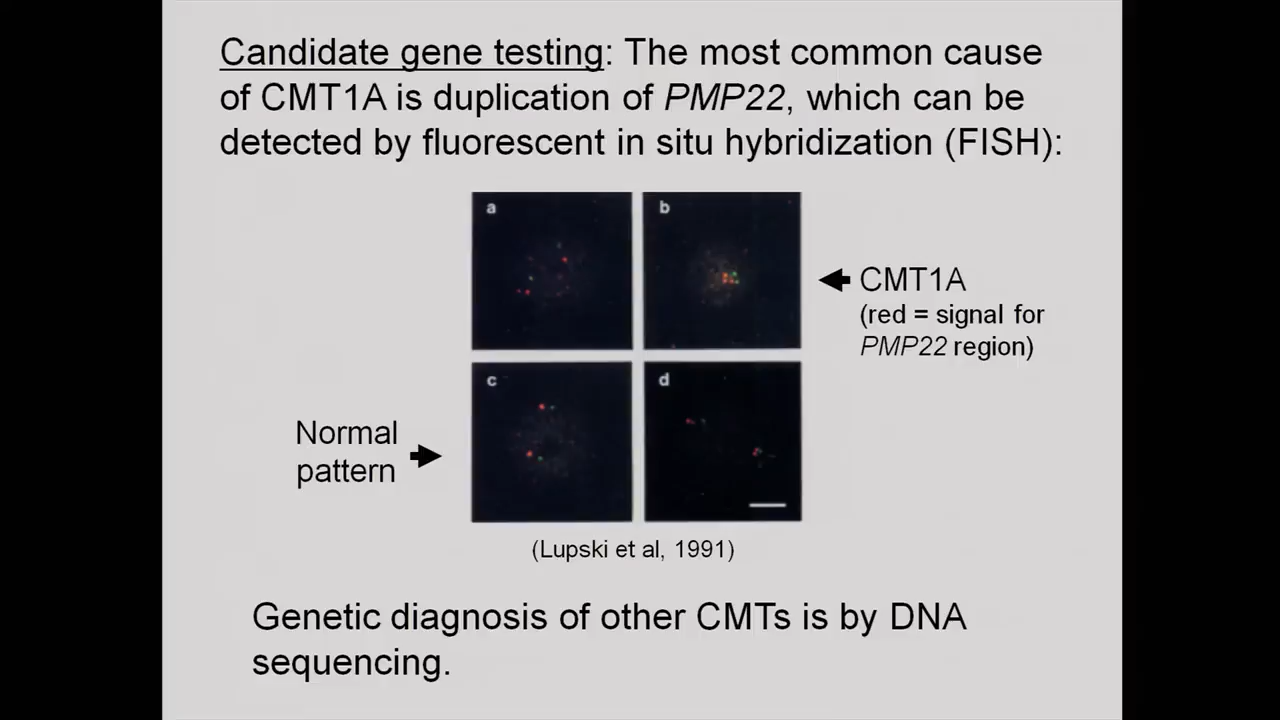 Candidate gene testing: The most common cause
of CMT1A is duplication of PMP22, which can be
detected by fluorescent in situ hybridization (FISH):
a
b
CMT1A
(red = signal for
PMP22 region)
c
d
Normal
pattern
(Lupski et al, 1991)
Genetic diagnosis of other CMTs is by DNA
sequencing.